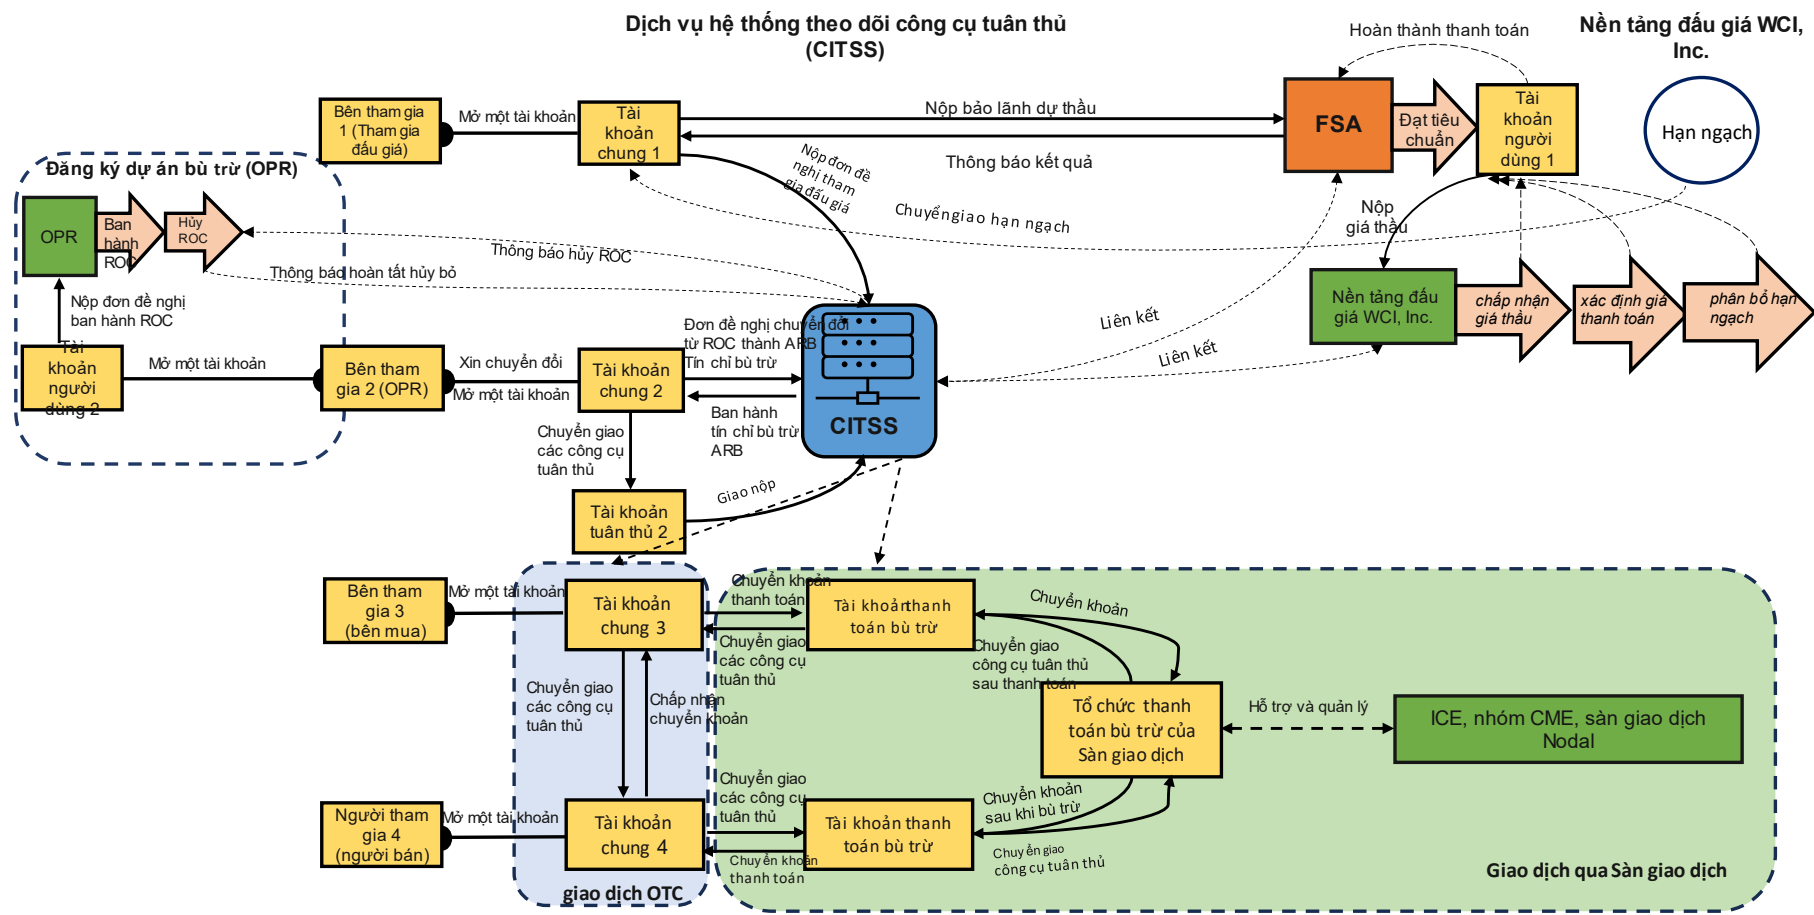 Dịch vụ hệ thống theo dõi công cụ tuân thủ
(CITSS)
Nền tảng đấu giá WCI,
Inc.
Hoàn thành thanh toán
Bên tham gia
1 (Tham gia
đấu giá)
Mở một tài khoản
Tài
khoản
chung 1
Nộp bảo lãnh dự thầu
Thông báo kết quả
FSA
Đạt tiêu
chuẩn
Tài
khoản
người
dùng 1
Hạn ngạch
Nộp đơn đề
nghị tham
gia đấu giá
Chuyển giao hạn ngạch
Nộp
giá thầu
Đăng ký dự án bù trừ (OPR)
OPR
Ban
hành
ROC
Hủy
ROC
Thông báo hủy ROC
Thông báo hoàn tất hủy bỏ
Nộp đơn đề nghị
ban hành ROC
Liên kết
Liên kết
Nền tảng đấu
giá WCI, Inc.
chấp nhận
giá thầu
xác định giá
thanh toán
phân bổ hạn
ngạch
Tài
khoản
người
dùng 2
Mở một tài khoản
Bên tham
gia 2 (OPR)
Xin chuyển đổi
Mở một tài khoản
Tài khoản
chung 2
Đơn đề nghị chuyển đổi
từ ROC thành ARB
Tín chỉ bù trừ
Ban hành
tín chỉ bù trừ
ARB
CITSS
Chuyển giao
các công cụ
tuân thủ
Tài khoản
tuân thủ 2
Giao nộp
Bên tham
gia 3
(bên mua)
Mở một tài khoản
Tài khoản
chung 3
Chuyển khoản
thanh toán
Chuyển giao
các công cụ
tuân thủ
Tài khoản thanh
toán bù trừ
Chuyển khoản
Chuyển giao
công cụ tuân thủ
sau thanh toán
Chuyển giao
các công cụ
tuân thủ
Chấp nhận
chuyển khoản
Tổ chức thanh
toán bù trừ của
Sàn giao dịch
Hỗ trợ và quản lý
ICE, nhóm CME, sàn giao dịch
Nodal
Người tham
gia 4
(người bán)
Mở một tài khoản
Tài khoản
chung 4
Chuyển giao
các công cụ
tuân thủ
Chuyển khoản
thanh toán
Tài khoản thanh
toán bù trừ
Chuyển khoản
sau khi bù trừ
Chuyển giao
công cụ tuân thủ
giao dịch OTC
Giao dịch qua Sàn giao dịch